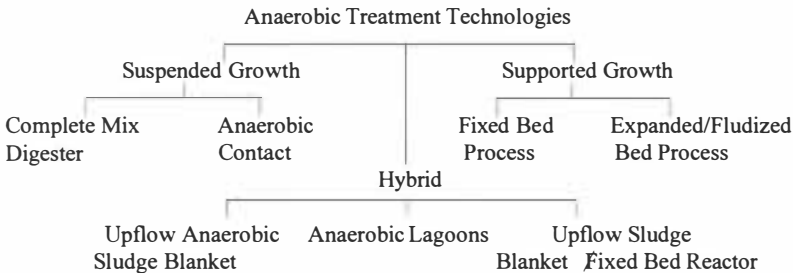 Anaerobic Treatment Technologies
Suspended Growth
Supported Growth
Complete Mix
Digester
Anaerobic
Contact
Fixed Bed
Process
Expanded/Fludized
Bed Process
Hybrid
Upflow Anaerobic
Sludge Blanket
Anaerobic Lagoons
Upflow Sludge
Blanket /Fixed Bed Reactor